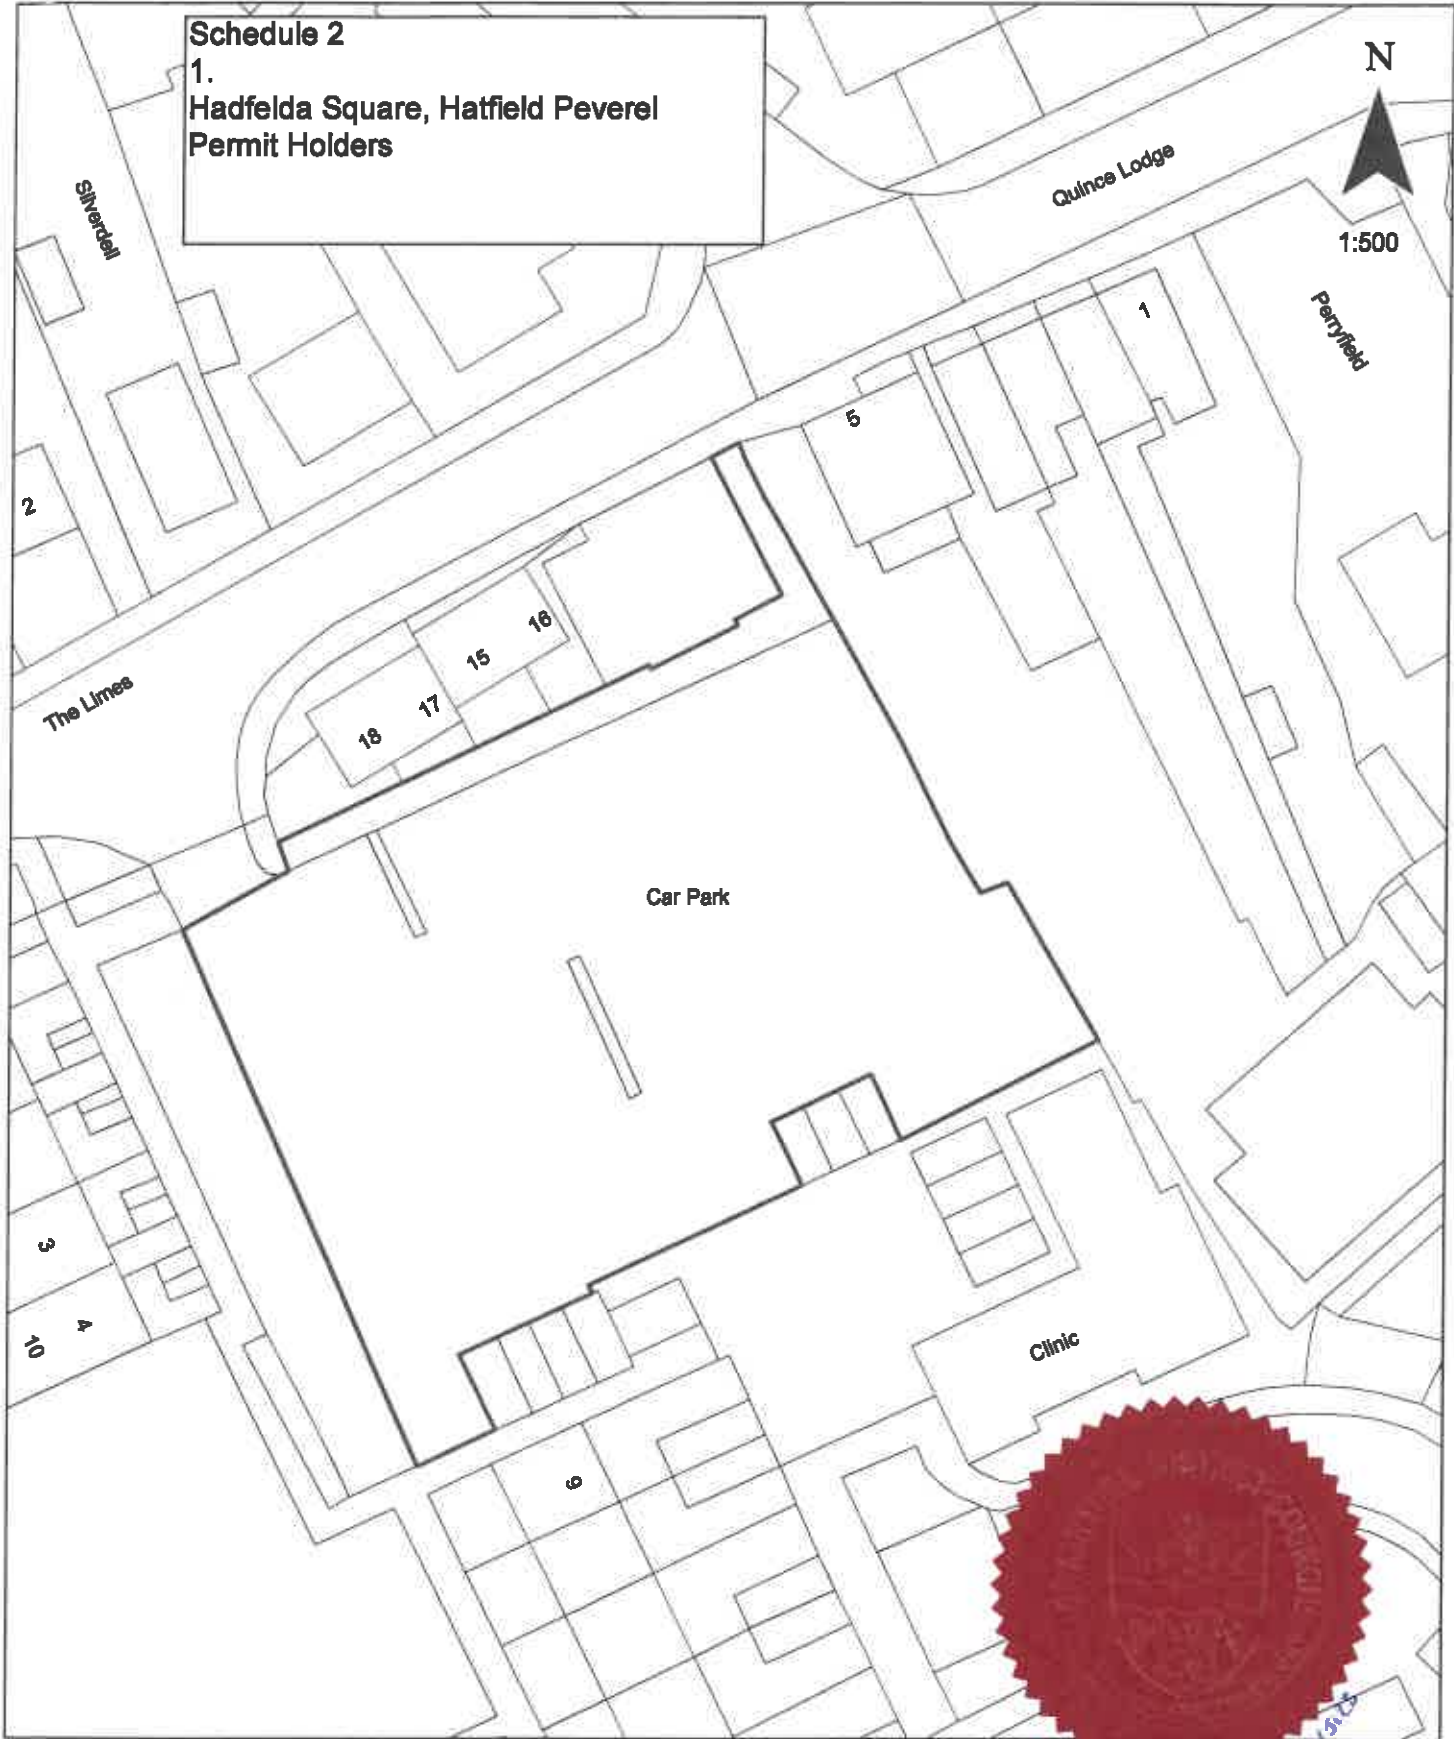 Schedule 2
1.
Hadfelda Square, Hatfield Peverel
Permit Holders
N
1:500
Silverdell
Quince Lodge
Perryfield
1
5
2
16
15
17
18
The Limes
Car Park
3
4
10
Clinic
9